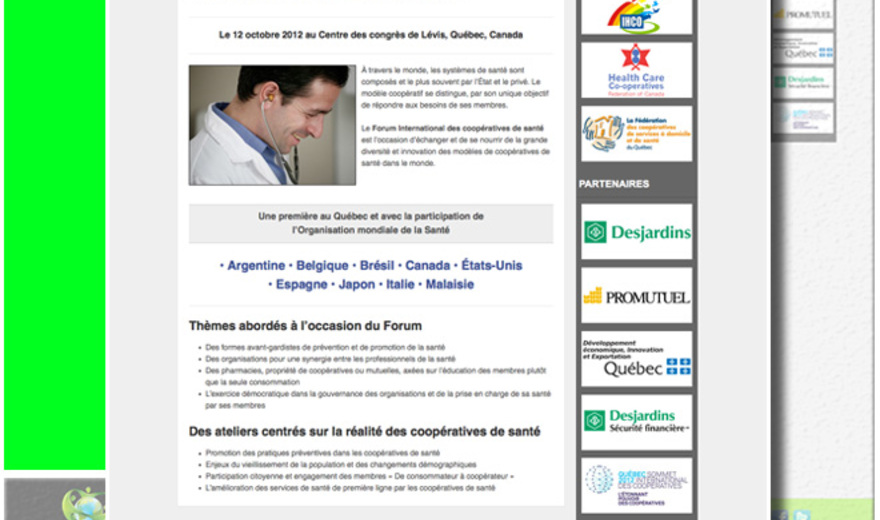 Le 12 octobre 2012 au Centre des congrès de Lévis, Québec, Canada
À travers le monde, les systèmes de santé sont
composés et le plus souvent par l'État et le privé. Le
modèle coopératif se distingue, par son unique objectif
de répondre aux besoins de ses membres.
Le Forum International des coopératives de santé
est l'occasion d'échanger et de se nourrir de la grande
diversité et innovation des modèles de coopératives de
santé dans le monde.
Une première au Québec et avec la participation de
l'Organisation mondiale de la Santé
• Argentine • Belgique • Brésil • Canada • États-Unis
• Espagne • Japon • Italie • Malaisie
Thèmes abordés à l'occasion du Forum
• Des formes avant-gardistes de prévention et de promotion de la santé
• Des organisations pour une synergie entre les professionnels de la santé
• Des pharmacies, propriété de coopératives ou mutuelles, axées sur l'éducation des membres plutôt
que la seule consommation
• L'exercice démocratique dans la gouvernance des organisations et de la prise en charge de sa santé
par ses membres
Des ateliers centrés sur la réalité des coopératives de santé
• Promotion des pratiques préventives dans les coopératives de santé
• Enjeux du vieillissement de la population et des changements démographiques
• Participation citoyenne et engagement des membres « De consommateur à coopérateur »
• L'amélioration des services de santé de première ligne par les coopératives de santé
IHCO
Health Care
Co-operatives
Federation of Canada
La Fédération
des coopératives
de services à domicile
et de santé
du Québec
PARTENAIRES
Desjardins
PROMUTUEL
Développement
économique, Innovation
et Exportation
Québec
Desjardins
Sécurité financière
QUÉBEC SOMMET
2012 INTERNATIONAL
DES COOPÉRATIVES
L'ÉTONNANT
POUVOIR
DES COOPÉRATIVES
PROMUTUEL
Québec
Desjardins
Sécurité financière